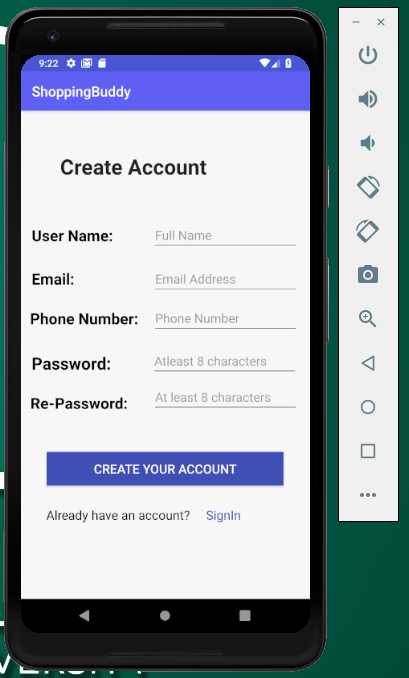 9:22
ShoppingBuddy
Create Account
User Name: Full Name
Email: Email Address
Phone Number: Phone Number
Password: Atleast 8 characters
Re-Password: At least 8 characters
CREATE YOUR ACCOUNT
Already have an account? SignIn